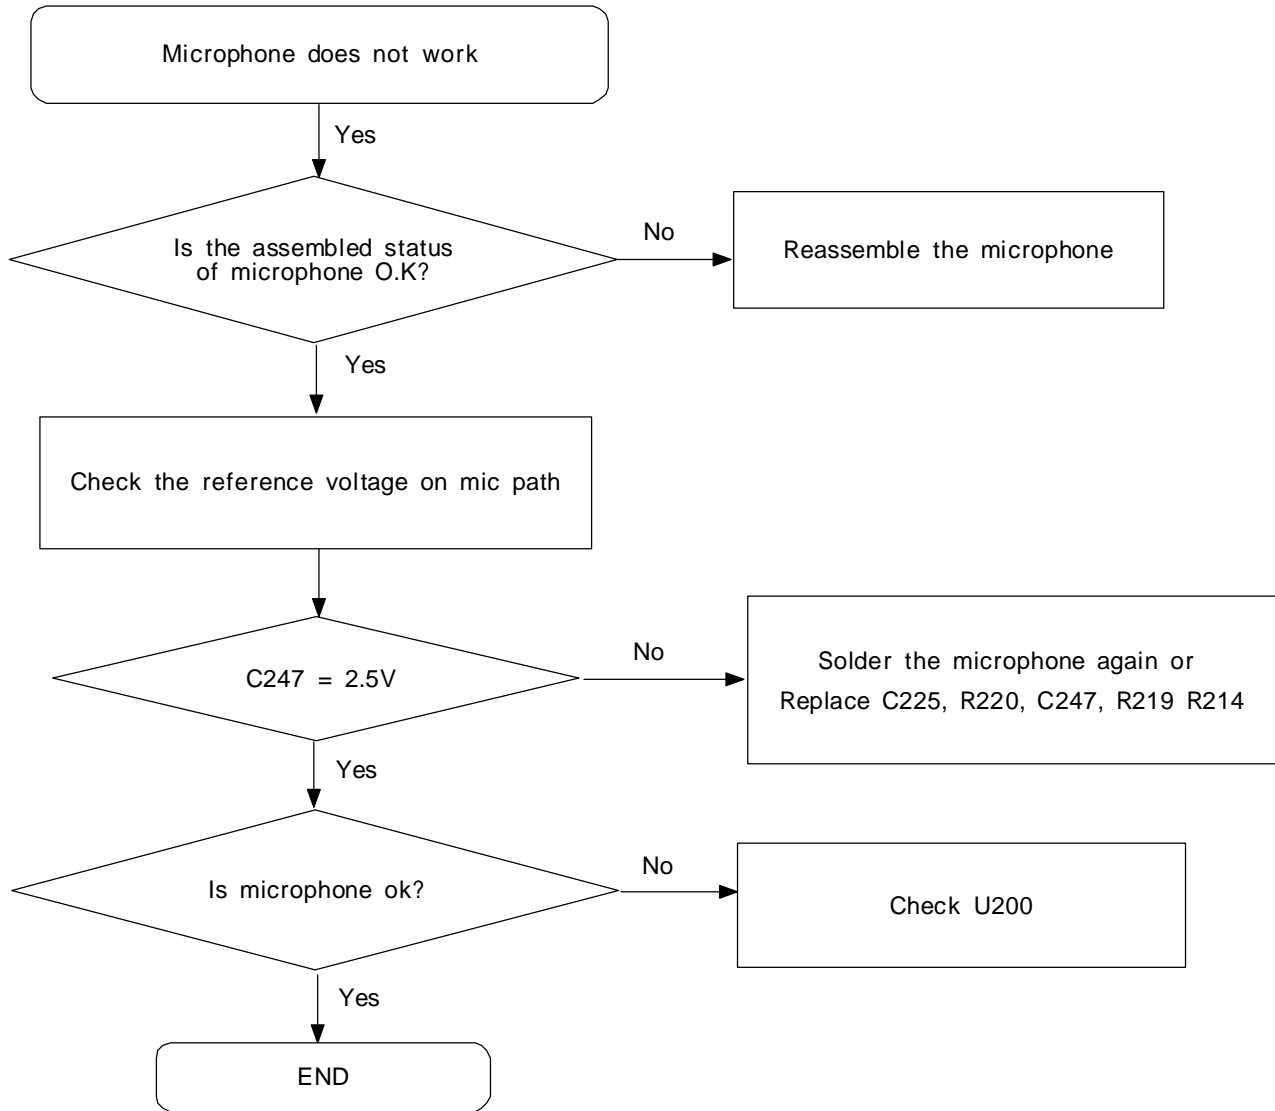 Microphone does not work
Yes
Is the assembled status
of microphone O.K?
No
Reassemble the microphone
Yes
Check the reference voltage on mic path
C247 = 2.5V
No
Solder the microphone again or
Replace C225, R220, C247, R219 R214
Yes
Is microphone ok?
No
Check U200
Yes
END